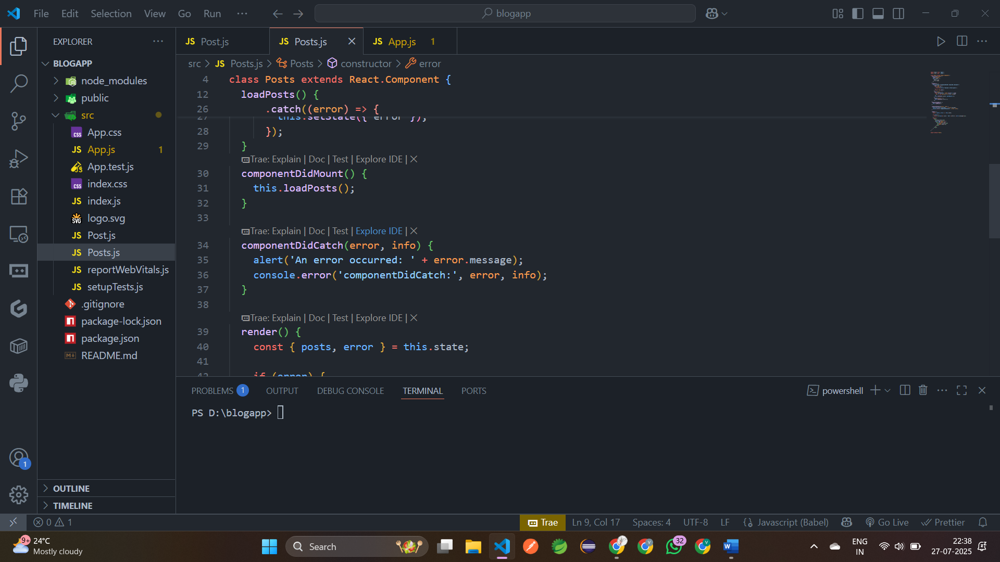 File Edit Selection View Go Run ··· blogapp
EXPLORER
BLOGAPP
node_modules
public
src
App.css
App.js 1
App.test.js
index.css
index.js
logo.svg
Post.js
Posts.js
reportWebVitals.js
setupTests.js
.gitignore
package-lock.json
package.json
README.md
OUTLINE
TIMELINE
JS Post.js JS Posts.js JS App.js 1
src > JS Posts.js > Posts > constructor > error
4 class Posts extends React.Component {
12 loadPosts() {
26 .catch((error) => {
27 this.setState({ error });
28 });
29 }
Trae: Explain | Doc | Test | Explore IDE | X
30 componentDidMount() {
31 this.loadPosts();
32 }
33
Trae: Explain | Doc | Test | Explore IDE | X
34 componentDidCatch(error, info) {
35 alert('An error occurred: ' + error.message);
36 console.error('componentDidCatch:', error, info);
37 }
38
Trae: Explain | Doc | Test | Explore IDE | X
39 render() {
40 const { posts, error } = this.state;
41
42 if (error) {
PROBLEMS 1 OUTPUT DEBUG CONSOLE TERMINAL PORTS powershell
PS D:\blogapp>
1
0 1 Trae Ln 9, Col 17 Spaces: 4 UTF-8 LF Javascript (Babel) Go Live Prettier
9+ 24°C
Mostly cloudy
Search
32
ENG
IN
22:38
27-07-2025